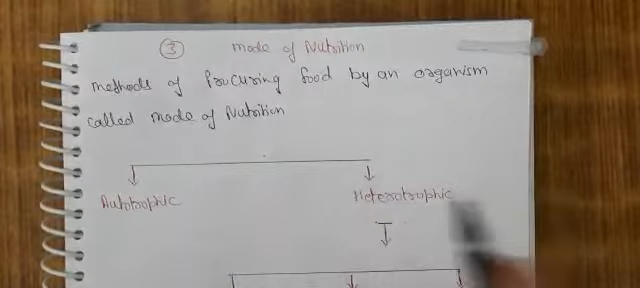 3 mode of Nutrition
methods of Procuring food by an organism
called mode of Nutrition
Autotrophic Heterotrophic